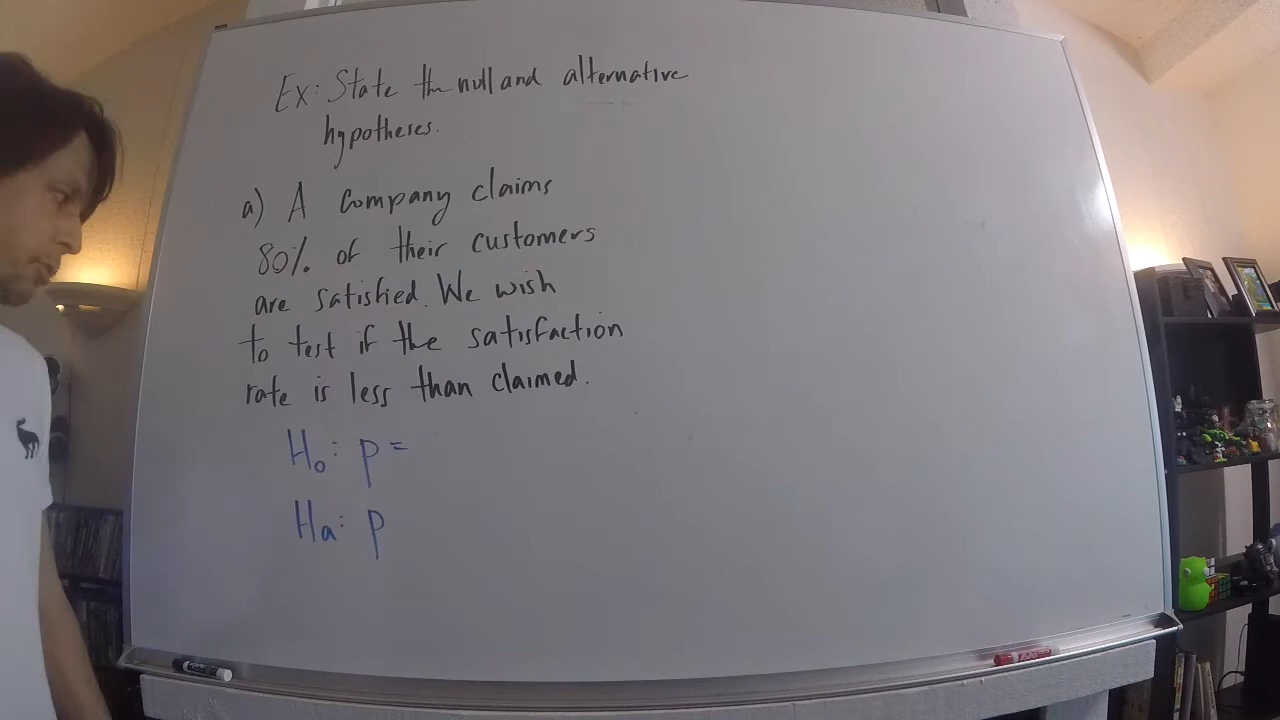 Ex: State the null and alternative
hypotheses.
a) A company claims
80% of their customers
are satisfied. We wish
to test if the satisfaction
rate is less than claimed.
H₀: p =
Ha: p